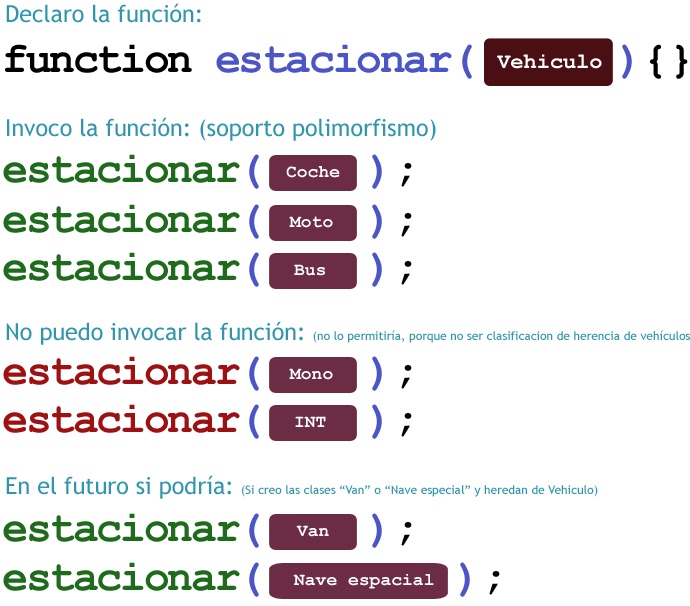 Declaro la función:
function estacionar( Vehiculo ){}
Invoco la función: (soporto polimorfismo)
estacionar( Coche );
estacionar( Moto );
estacionar( Bus );
No puedo invocar la función: (no lo permitiría, porque no ser clasificacion de herencia de vehículos
estacionar( Mono );
estacionar( INT );
En el futuro si podría: (Si creo las clases “Van” o “Nave especial” y heredan de Vehículo)
estacionar( Van );
estacionar( Nave espacial );